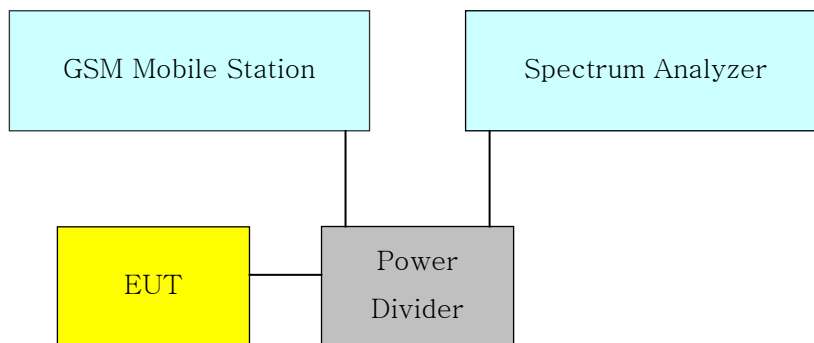 GSM Mobile Station
Spectrum Analyzer
EUT
Power
Divider